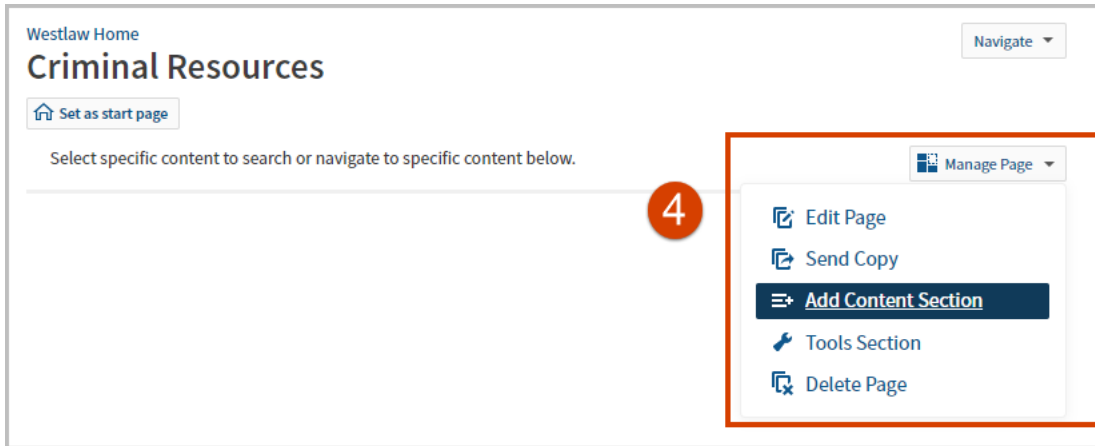 Westlaw Home
Navigate
Criminal Resources
Set as start page
Select specific content to search or navigate to specific content below.
Manage Page
4
Edit Page
Send Copy
Add Content Section
Tools Section
Delete Page